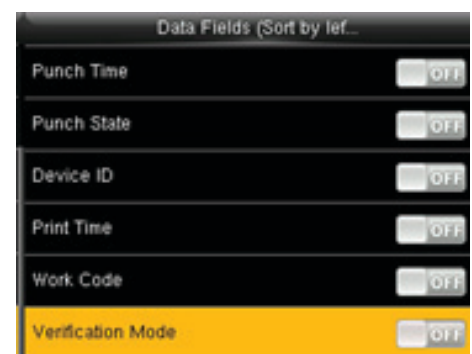 Data Fields (Sort by lef...
Punch Time OFF
Punch State OFF
Device ID OFF
Print Time OFF
Work Code OFF
Verification Mode OFF